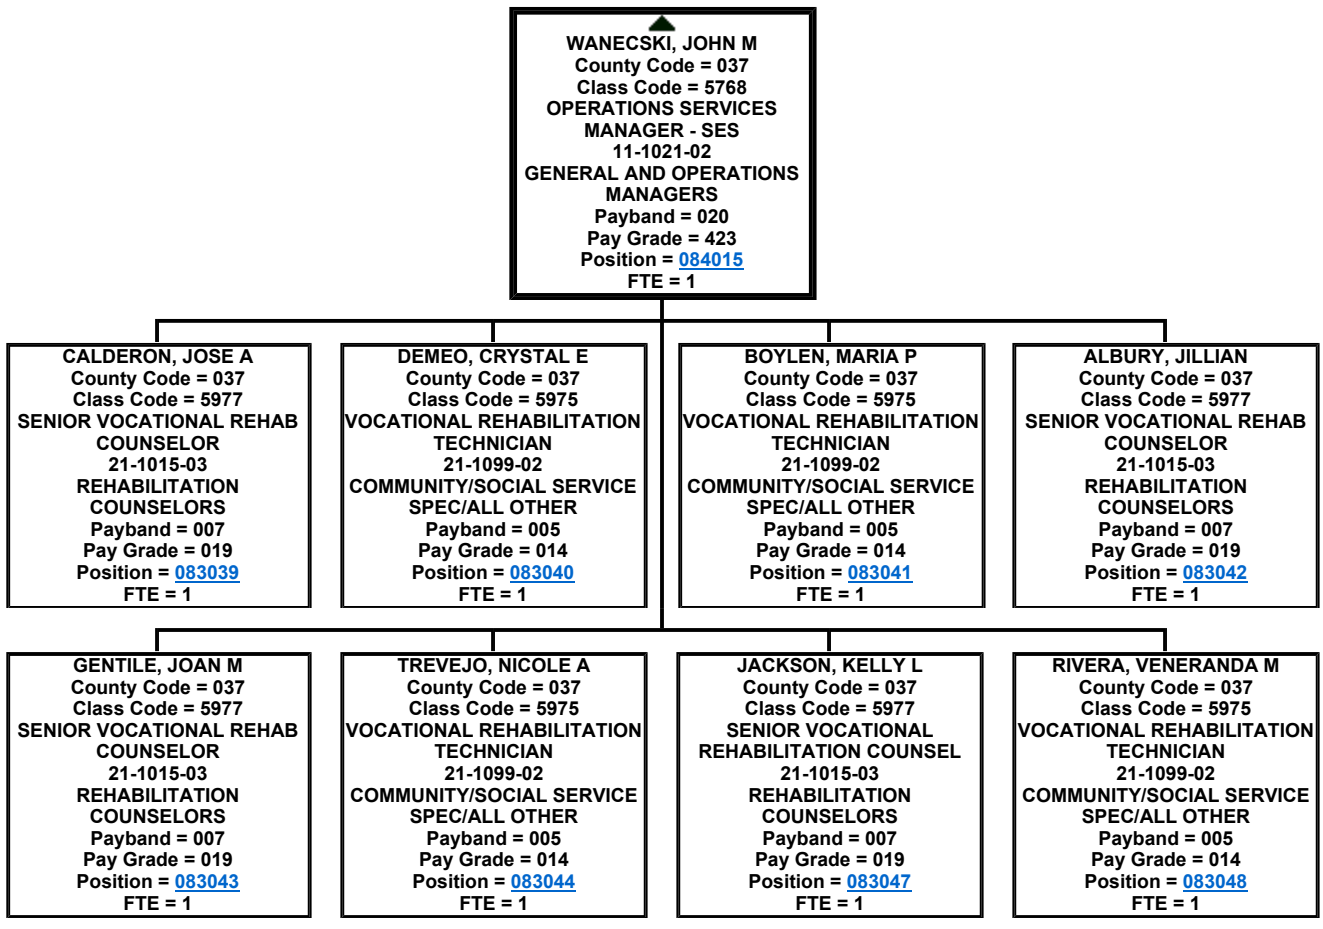 WANECSKI, JOHN M
County Code = 037
Class Code = 5768
OPERATIONS SERVICES
MANAGER - SES
11-1021-02
GENERAL AND OPERATIONS
MANAGERS
Payband = 020
Pay Grade = 423
Position = 084015
FTE = 1
CALDERON, JOSE A
County Code = 037
Class Code = 5977
SENIOR VOCATIONAL REHAB
COUNSELOR
21-1015-03
REHABILITATION
COUNSELORS
Payband = 007
Pay Grade = 019
Position = 083039
FTE = 1
DEMEO, CRYSTAL E
County Code = 037
Class Code = 5975
VOCATIONAL REHABILITATION
TECHNICIAN
21-1099-02
COMMUNITY/SOCIAL SERVICE
SPEC/ALL OTHER
Payband = 005
Pay Grade = 014
Position = 083040
FTE = 1
BOYLEN, MARIA P
County Code = 037
Class Code = 5975
VOCATIONAL REHABILITATION
TECHNICIAN
21-1099-02
COMMUNITY/SOCIAL SERVICE
SPEC/ALL OTHER
Payband = 005
Pay Grade = 014
Position = 083041
FTE = 1
ALBURY, JILLIAN
County Code = 037
Class Code = 5977
SENIOR VOCATIONAL REHAB
COUNSELOR
21-1015-03
REHABILITATION
COUNSELORS
Payband = 007
Pay Grade = 019
Position = 083042
FTE = 1
GENTILE, JOAN M
County Code = 037
Class Code = 5977
SENIOR VOCATIONAL REHAB
COUNSELOR
21-1015-03
REHABILITATION
COUNSELORS
Payband = 007
Pay Grade = 019
Position = 083043
FTE = 1
TREVEJO, NICOLE A
County Code = 037
Class Code = 5975
VOCATIONAL REHABILITATION
TECHNICIAN
21-1099-02
COMMUNITY/SOCIAL SERVICE
SPEC/ALL OTHER
Payband = 005
Pay Grade = 014
Position = 083044
FTE = 1
JACKSON, KELLY L
County Code = 037
Class Code = 5977
SENIOR VOCATIONAL
REHABILITATION COUNSEL
21-1015-03
REHABILITATION
COUNSELORS
Payband = 007
Pay Grade = 019
Position = 083047
FTE = 1
RIVERA, VENERANDA M
County Code = 037
Class Code = 5975
VOCATIONAL REHABILITATION
TECHNICIAN
21-1099-02
COMMUNITY/SOCIAL SERVICE
SPEC/ALL OTHER
Payband = 005
Pay Grade = 014
Position = 083048
FTE = 1